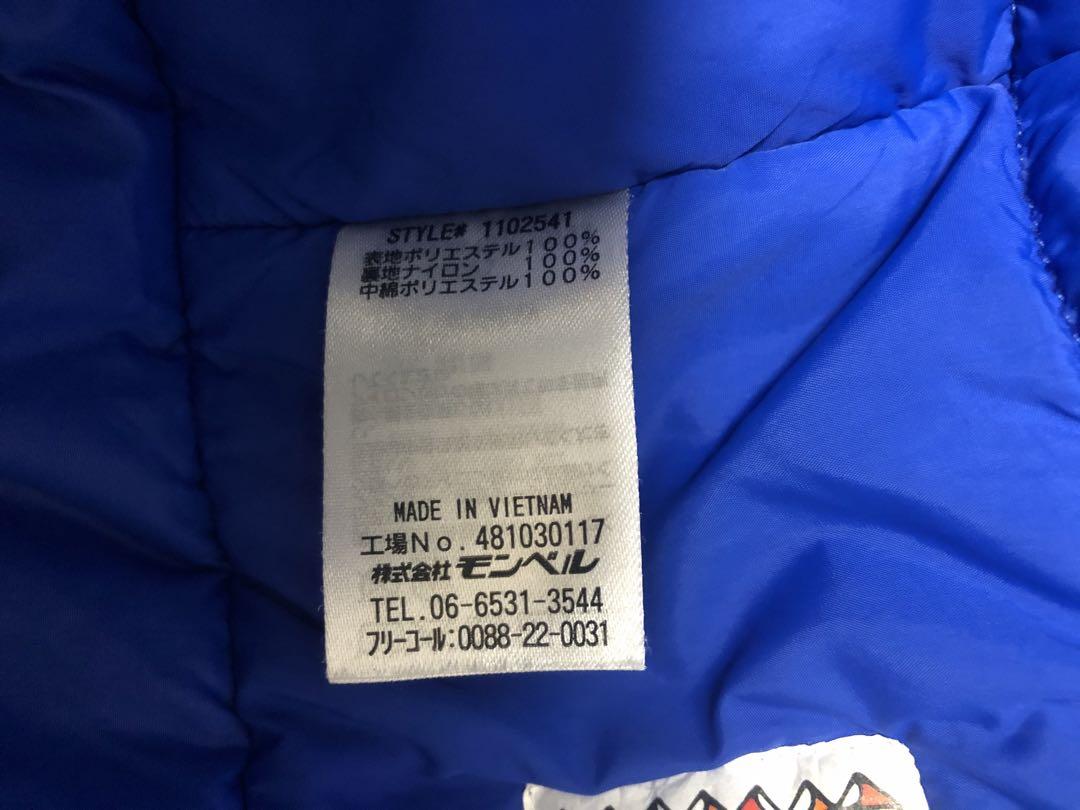 STYLE# 1102541
表地ポリエステル100%
裏地ナイロン 100%
中綿ポリエステル100%
MADE IN VIETNAM
工場No.481030117
株式会社モンベル
TEL.06-6531-3544
フリーコール:0088-22-0031